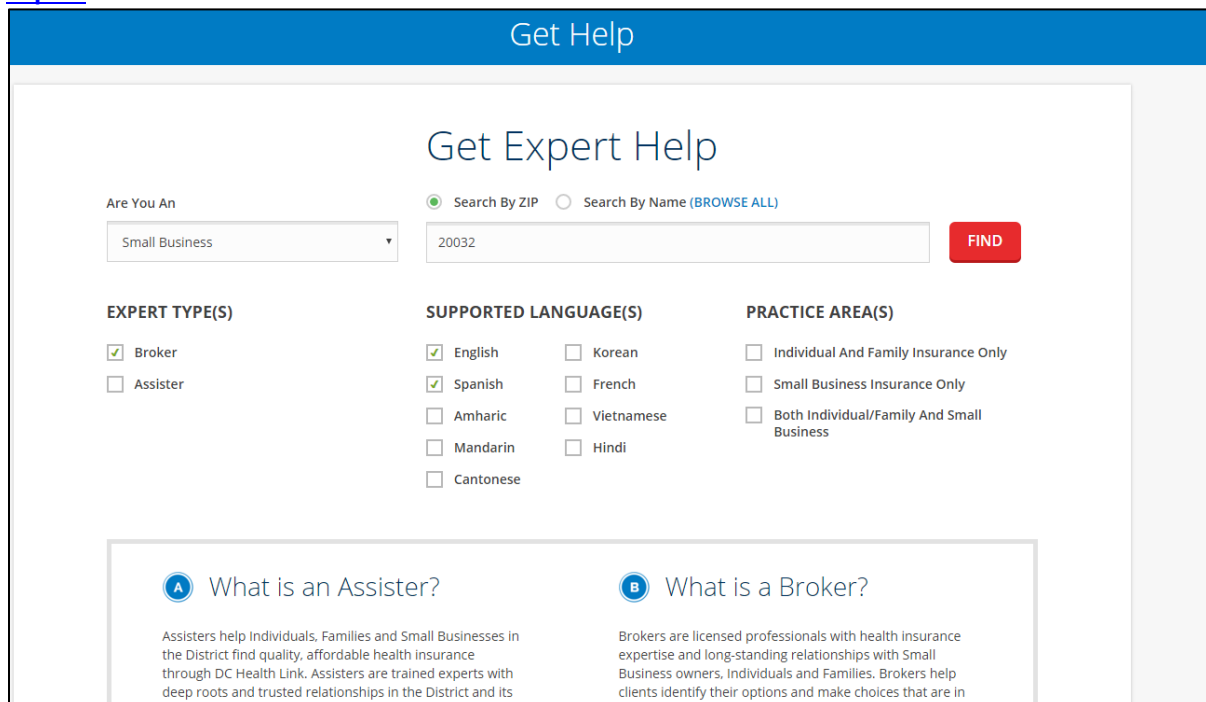 Get Help
Get Expert Help
Are You An
Search By ZIP Search By Name (BROWSE ALL)
Small Business
20032
FIND
EXPERT TYPE(S)
SUPPORTED LANGUAGE(S)
PRACTICE AREA(S)
Broker
English Korean
Individual And Family Insurance Only
Assister
Spanish French
Small Business Insurance Only
Amharic Vietnamese
Both Individual/Family And Small
Business
Mandarin Hindi
Cantonese
A What is an Assister?
Assisters help Individuals, Families and Small Businesses in
the District find quality, affordable health insurance
through DC Health Link. Assisters are trained experts with
deep roots and trusted relationships in the District and its
B What is a Broker?
Brokers are licensed professionals with health insurance
expertise and long-standing relationships with Small
Business owners, Individuals and Families. Brokers help
clients identify their options and make choices that are in